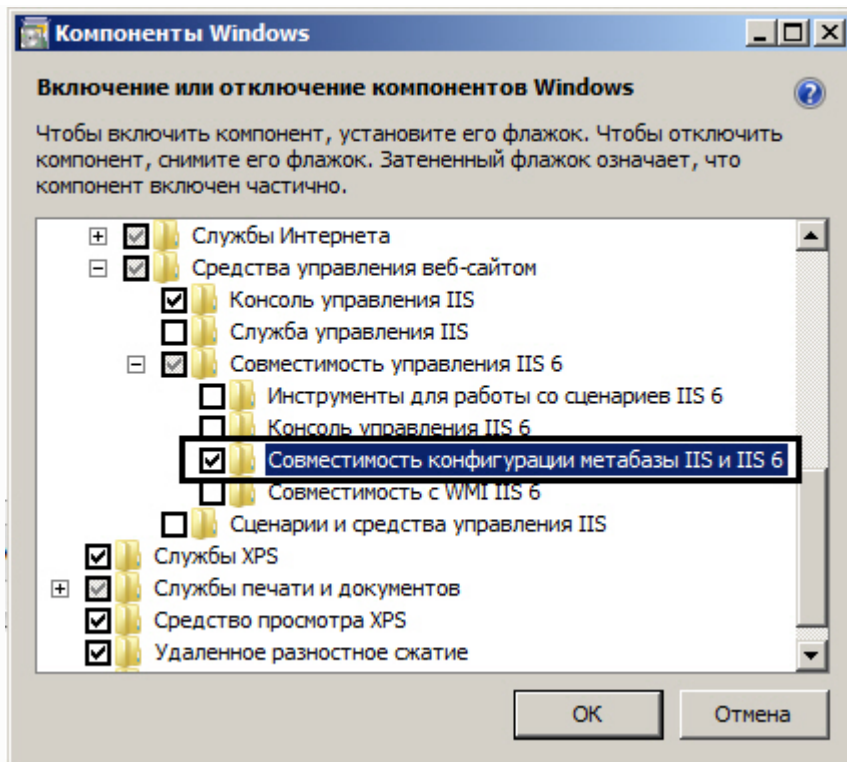 Компоненты Windows
Включение или отключение компонентов Windows
Чтобы включить компонент, установите его флажок. Чтобы отключить
компонент, снимите его флажок. Затененный флажок означает, что
компонент включен частично.
Службы Интернета
Средства управления веб-сайтом
Консоль управления IIS
Служба управления IIS
Совместимость управления IIS 6
Инструменты для работы со сценариев IIS 6
Консоль управления IIS 6
Совместимость конфигурации метабазы IIS и IIS 6
Совместимость с WMI IIS 6
Сценарии и средства управления IIS
Службы XPS
Службы печати и документов
Средство просмотра XPS
Удаленное разностное сжатие
ОК
Отмена